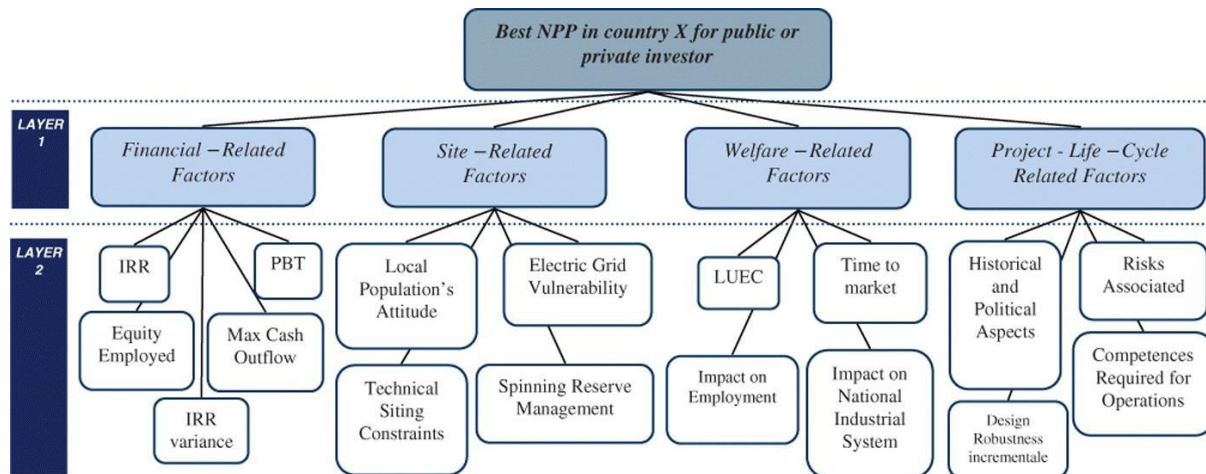 Best NPP in country X for public or
private investor
LAYER
1
Financial –Related
Factors
Site –Related
Factors
Welfare –Related
Factors
Project - Life –Cycle
Related Factors
LAYER
2
IRR
PBT
Equity
Employed
Max Cash
Outflow
IRR
variance
Local
Population's
Attitude
Electric Grid
Vulnerability
Technical
Siting
Constraints
Spinning Reserve
Management
LUEC
Time to
market
Impact on
Employment
Impact on
National
Industrial
System
Historical
and
Political
Aspects
Risks
Associated
Design
Robustness
incrementale
Competences
Required for
Operations